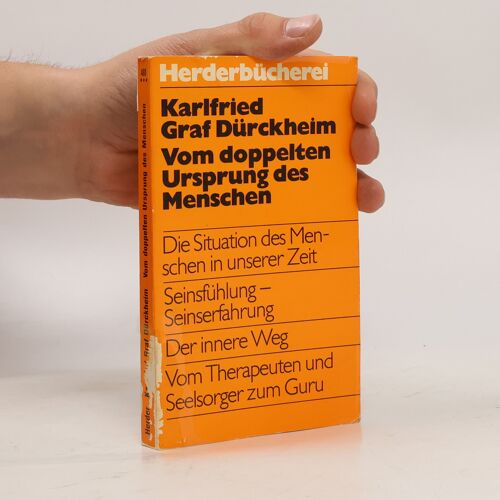 Herderbücherei
Karlfried
Graf Dürckheim
Vom doppelten
Ursprung des
Menschen
Die Situation des Men-
schen in unserer Zeit
Seinsfühlung –
Seinserfahrung
Der innere Weg
Vom Therapeuten und
Seelsorger zum Guru
Herder Graf Dürckheim Vom doppelten Ursprung des Menschen